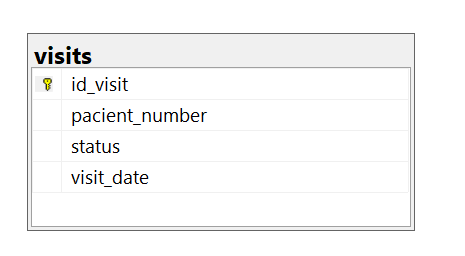 visits
id_visit
pacient_number
status
visit_date